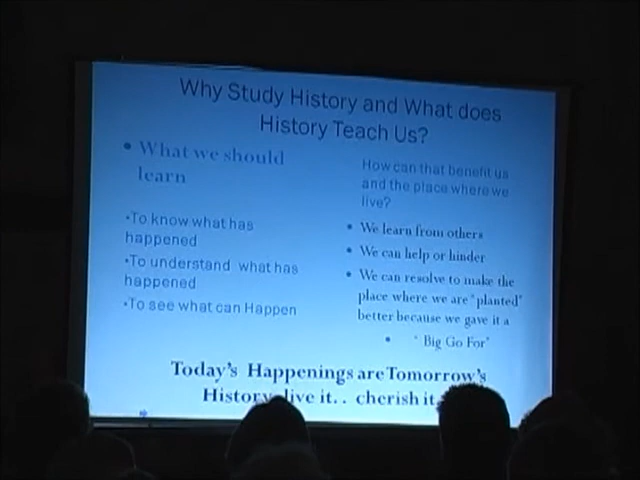 Why Study History and What does
History Teach Us?
• What we should
learn
•To know what has
happened
•To understand what has
happened
•To see what can Happen
How can that benefit us
and the place where we
live?
• We learn from others
• We can help or hinder
• We can resolve to make the
place where we are "planted"
better because we gave it a
• " Big Go For"
Today's Happenings are Tomorrow's
History, live it. . cherish it